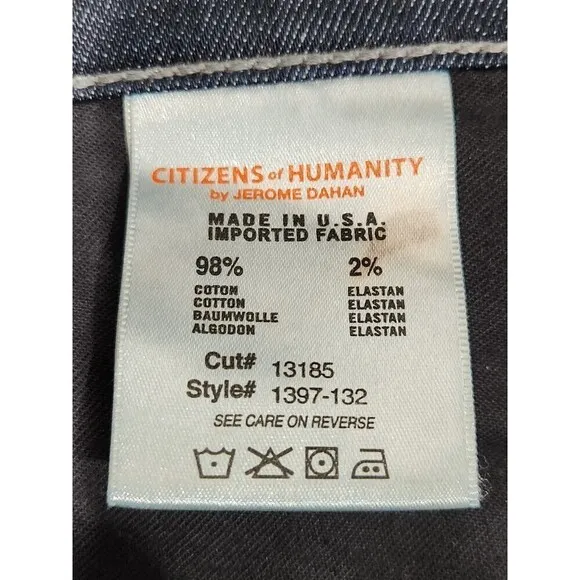 CITIZENS of HUMANITY
by JEROME DAHAN
MADE IN U.S.A.
IMPORTED FABRIC
98% 2%
COTON ELASTAN
COTTON ELASTAN
BAUMWOLLE ELASTAN
ALGODON ELASTAN
Cut# 13185
Style# 1397-132
SEE CARE ON REVERSE